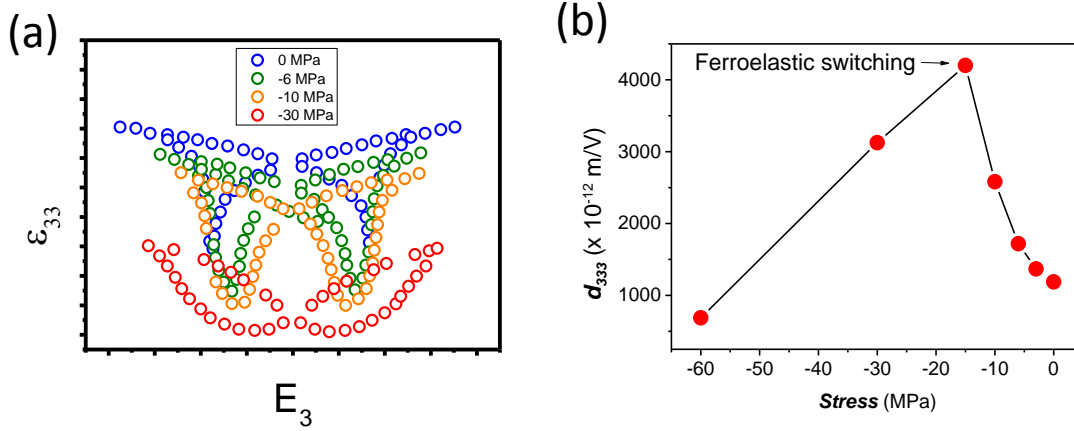 (a)
0 MPa
-6 MPa
-10 MPa
-30 MPa
ε33
E3
(b)
Ferroelastic switching
4000
3000
2000
1000
d333 (x 10-12 m/V)
-60 -50 -40 -30 -20 -10 0
Stress (MPa)